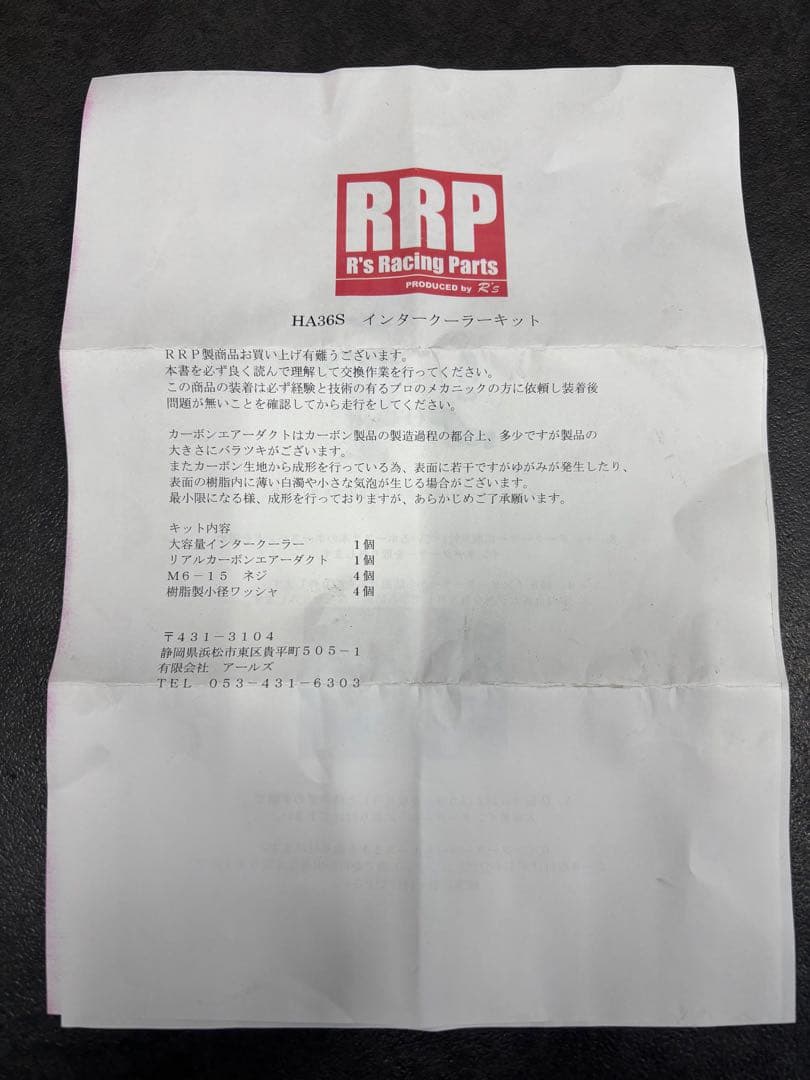 RRP
R's Racing Parts
PRODUCED by R's
HA36S　インタークーラーキット
ＲＲＰ製商品お買い上げ有難うございます。
本書を必ず良く読んで理解して交換作業を行ってください。
この商品の装着は必ず経験と技術の有るプロのメカニックの方に依頼し装着後
問題が無いことを確認してから走行をしてください。
カーボンエアーダクトはカーボン製品の製造過程の都合上、多少ですが製品の
大きさにバラツキがございます。
またカーボン生地から成形を行っている為、表面に若干ですがゆがみが発生したり、
表面の樹脂内に薄い白濁や小さな気泡が生じる場合がございます。
最小限になる様、成形を行っておりますが、あらかじめご了承願います。
キット内容
大容量インタークーラー　１個
リアルカーボンエアーダクト　１個
Ｍ６－１５　ネジ　４個
樹脂製小径ワッシャ　４個
〒４３１－３１０４
静岡県浜松市東区貴平町５０５－１
有限会社　アールズ
ＴＥＬ　０５３－４３１－６３０３